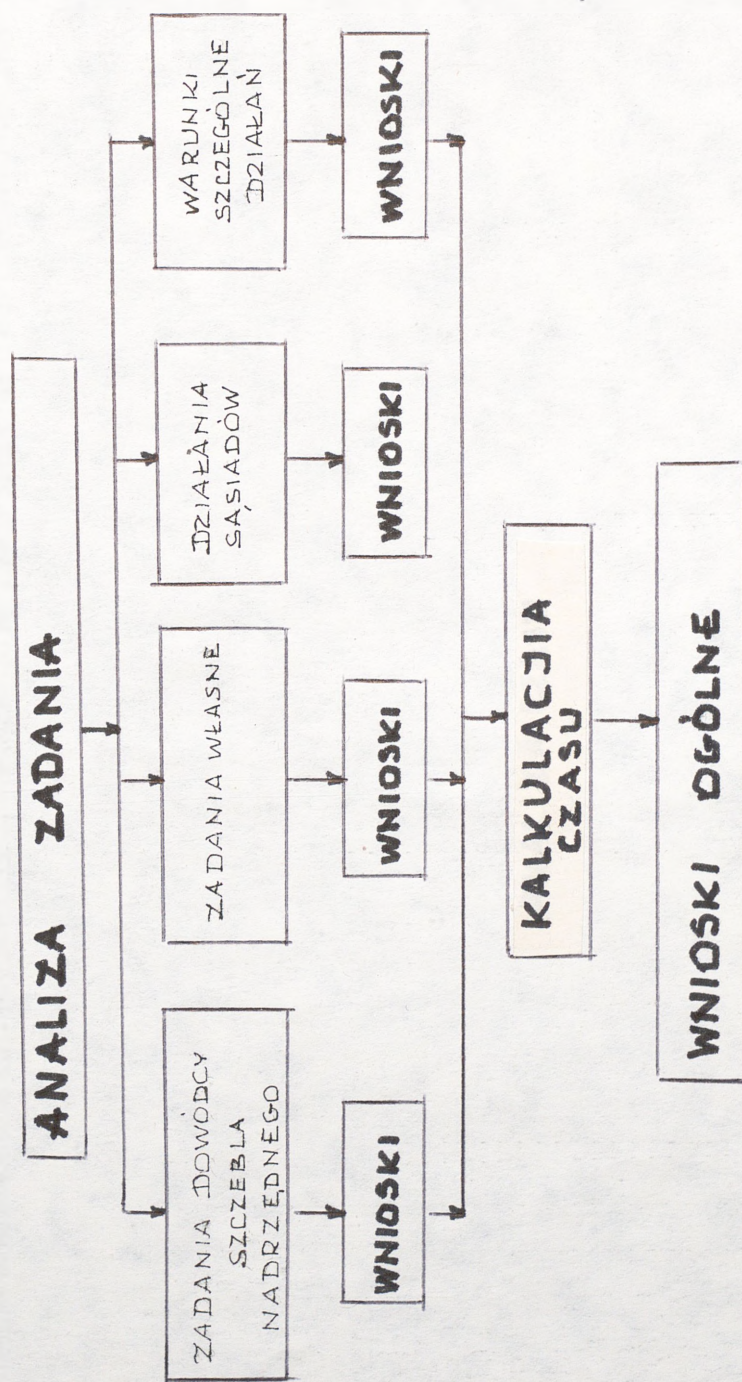 ANALIZA ZADANIA
ZADANIA DOWÓDCY
SZCZEBLA
NADRZĘDNEGO
ZADANIA WŁASNE
DZIAŁANIA
SĄSIADÓW
WARUNKI
SZCZEGÓLNE
DZIAŁAŃ
WNIOSKI
WNIOSKI
WNIOSKI
WNIOSKI
KALKULACJIA
CZASU
WNIOSKI OGÓLNE